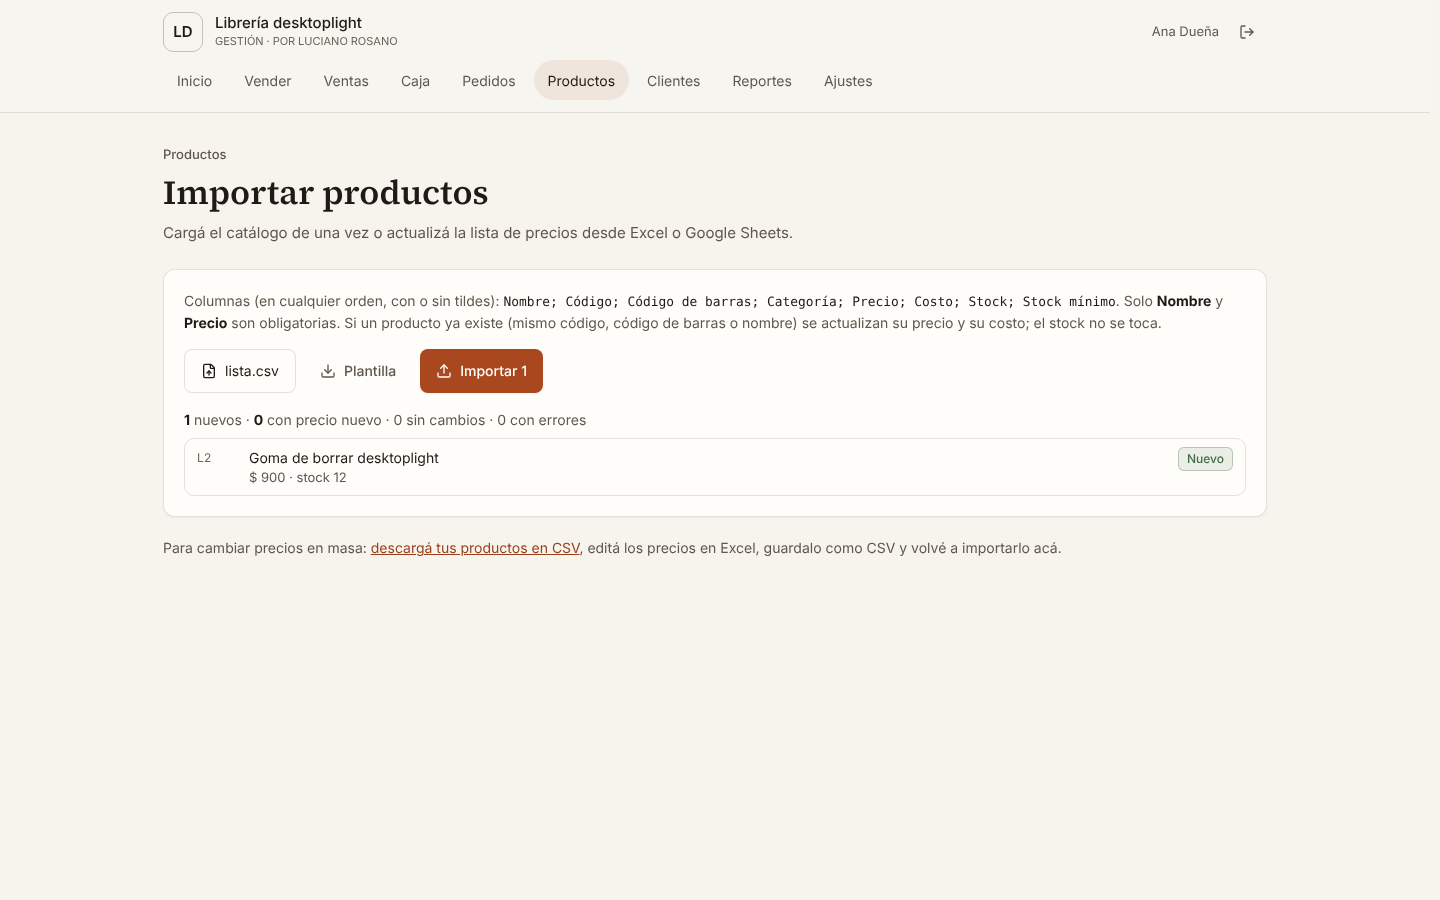 LD
Librería desktoplight
GESTIÓN · POR LUCIANO ROSANO
Ana Dueña
Inicio Vender Ventas Caja Pedidos Productos Clientes Reportes Ajustes
Productos
Importar productos
Cargá el catálogo de una vez o actualizá la lista de precios desde Excel o Google Sheets.
Columnas (en cualquier orden, con o sin tildes): Nombre; Código; Código de barras; Categoría; Precio; Costo; Stock; Stock mínimo. Solo Nombre y
Precio son obligatorias. Si un producto ya existe (mismo código, código de barras o nombre) se actualizan su precio y su costo; el stock no se toca.
lista.csv Plantilla Importar 1
1 nuevos · 0 con precio nuevo · 0 sin cambios · 0 con errores
L2 Goma de borrar desktoplight Nuevo
$ 900 · stock 12
Para cambiar precios en masa: descargá tus productos en CSV, editá los precios en Excel, guardalo como CSV y volvé a importarlo acá.